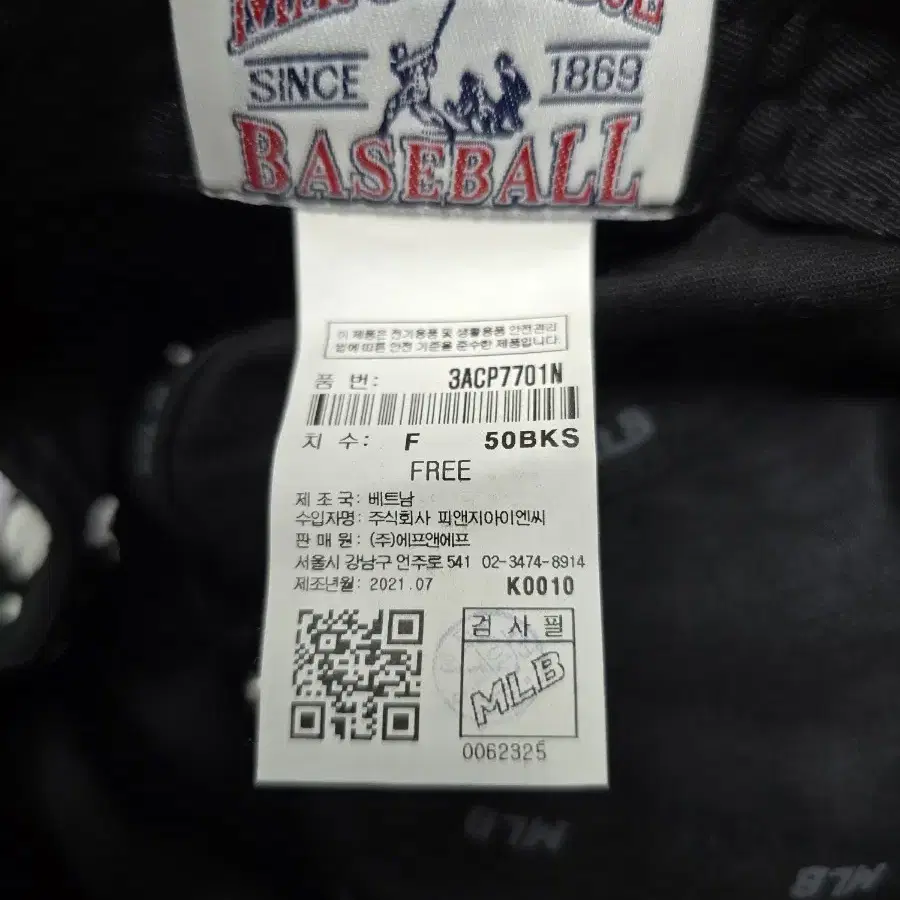 SINCE 1869
BASEBALL
이 제품은 전기용품 및 생활용품 안전관리
법에 따른 안전 기준을 준수한 제품입니다.
품 번: 3ACP7701N
치 수: F 50BKS
FREE
제 조 국: 베트남
수입자명: 주식회사 피앤지아이엔씨
판 매 원: (주)에프앤에프
서울시 강남구 언주로 541 02-3474-8914
제조년월: 2021.07 K0010
검 사 필
MLB
0062325
MLB
MLB